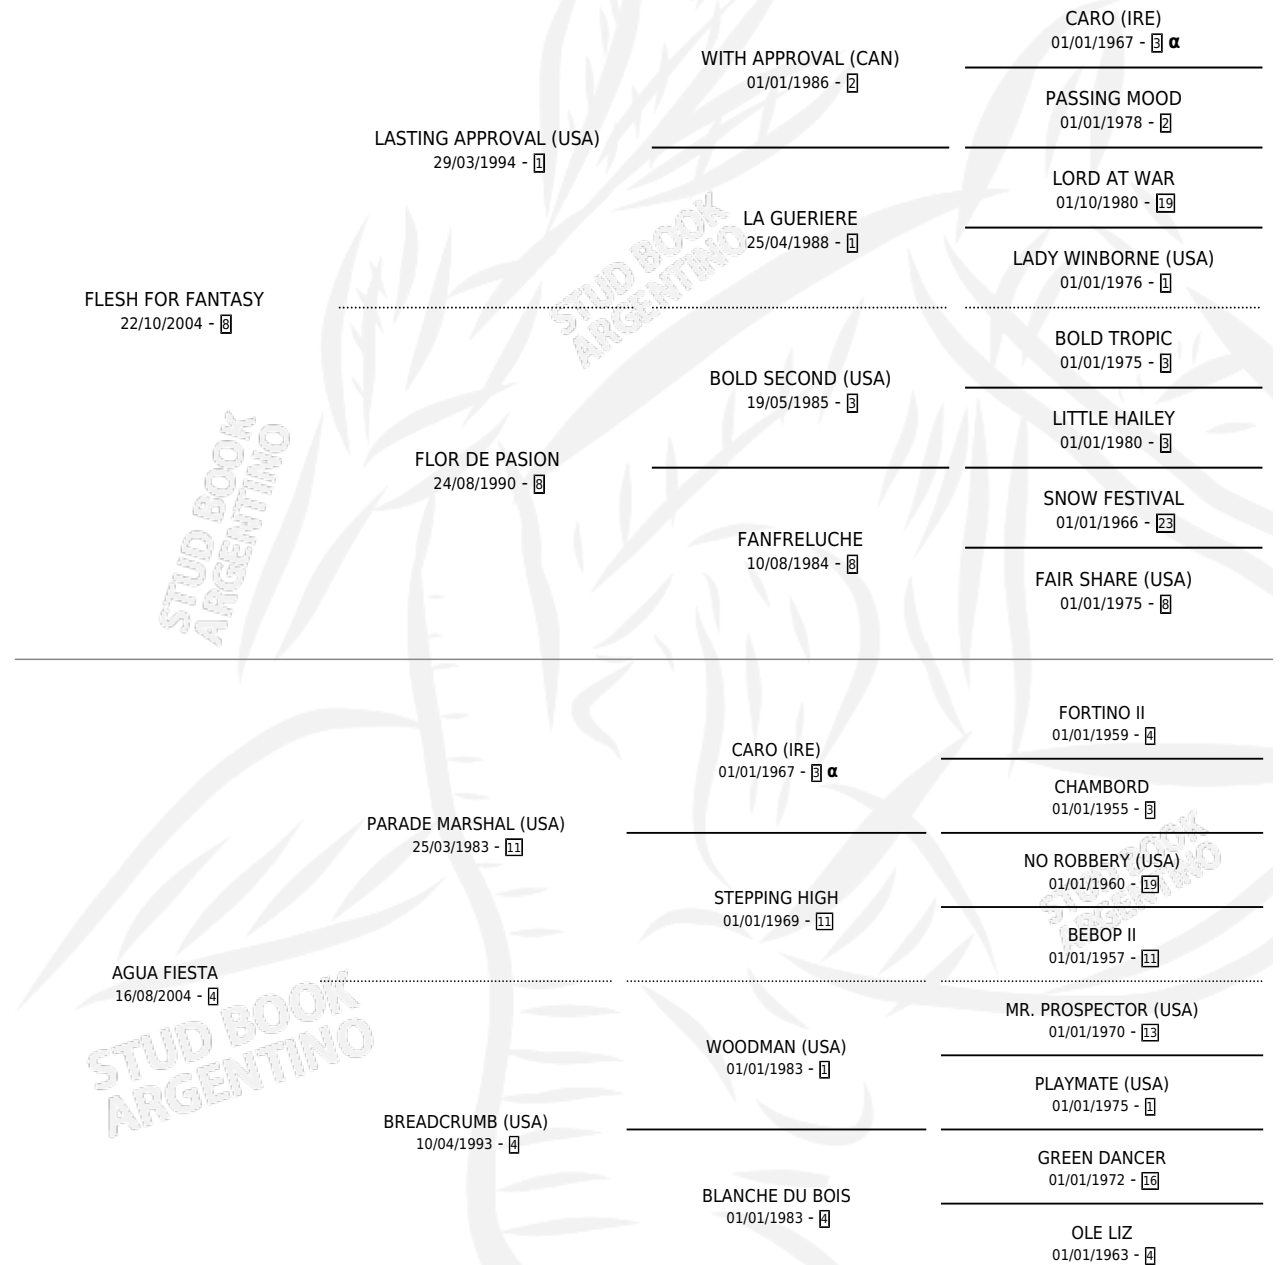 CARO (IRE)
01/01/1967 - 3 α
WITH APPROVAL (CAN)
01/01/1986 - 2
PASSING MOOD
01/01/1978 - 2
LASTING APPROVAL (USA)
29/03/1994 - 1
LORD AT WAR
01/10/1980 - 19
LA GUERIERE
25/04/1988 - 1
LADY WINBORNE (USA)
01/01/1976 - 1
FLESH FOR FANTASY
22/10/2004 - 8
BOLD TROPIC
01/01/1975 - 3
BOLD SECOND (USA)
19/05/1985 - 3
LITTLE HAILEY
01/01/1980 - 3
FLOR DE PASION
24/08/1990 - 8
SNOW FESTIVAL
01/01/1966 - 23
FANFRELUCHE
10/08/1984 - 8
FAIR SHARE (USA)
01/01/1975 - 8
FORTINO II
01/01/1959 - 4
CARO (IRE)
01/01/1967 - 3 α
CHAMBORD
01/01/1955 - 3
PARADE MARSHAL (USA)
25/03/1983 - 11
NO ROBBERY (USA)
01/01/1960 - 19
STEPPING HIGH
01/01/1969 - 11
BEBOP II
01/01/1957 - 11
AGUA FIESTA
16/08/2004 - 4
MR. PROSPECTOR (USA)
01/01/1970 - 13
WOODMAN (USA)
01/01/1983 - 1
PLAYMATE (USA)
01/01/1975 - 1
BREADCRUMB (USA)
10/04/1993 - 4
GREEN DANCER
01/01/1972 - 16
BLANCHE DU BOIS
01/01/1983 - 4
OLE LIZ
01/01/1963 - 4
STUD BOOK
ARGENTINO
STUD BOOK
ARGENTINO
STUD BOOK
ARGENTINO
STUD BOOK
ARGENTINO